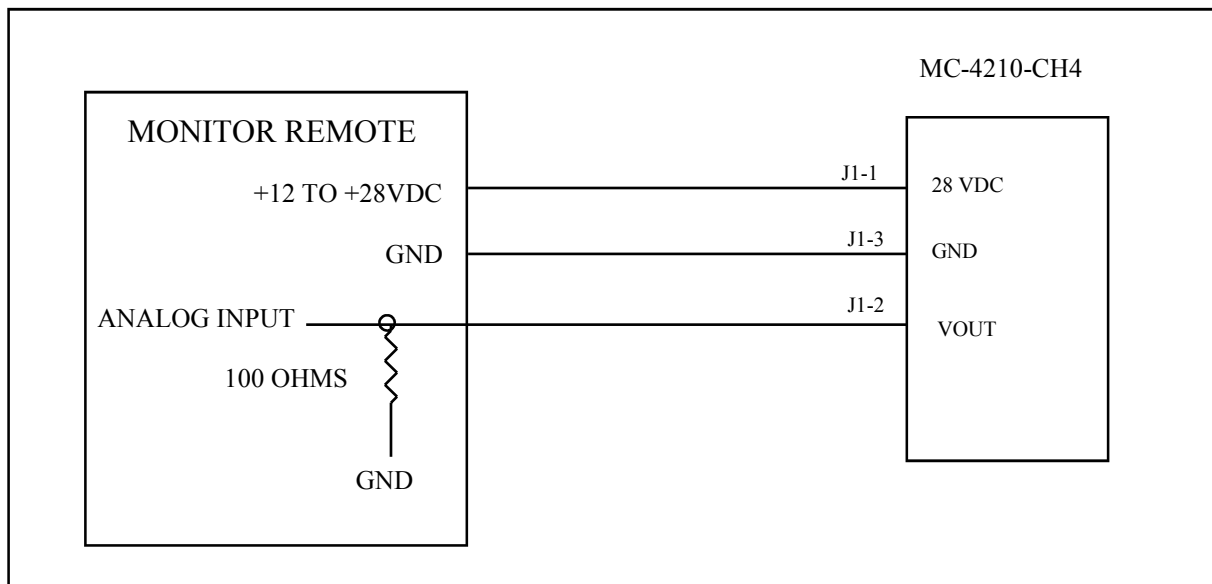 MC-4210-CH4
MONITOR REMOTE
+12 TO +28VDC
J1-1
28 VDC
GND
J1-3
GND
ANALOG INPUT
J1-2
VOUT
100 OHMS
GND